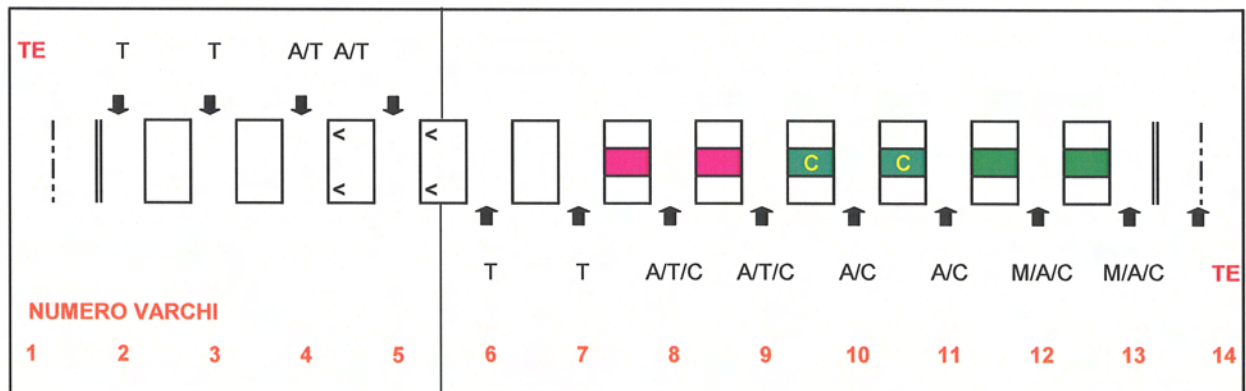 TE T T A/T A/T
< <
C C
< <
T T A/T/C A/T/C A/C A/C M/A/C M/A/C TE
NUMERO VARCHI
1 2 3 4 5 6 7 8 9 10 11 12 13 14